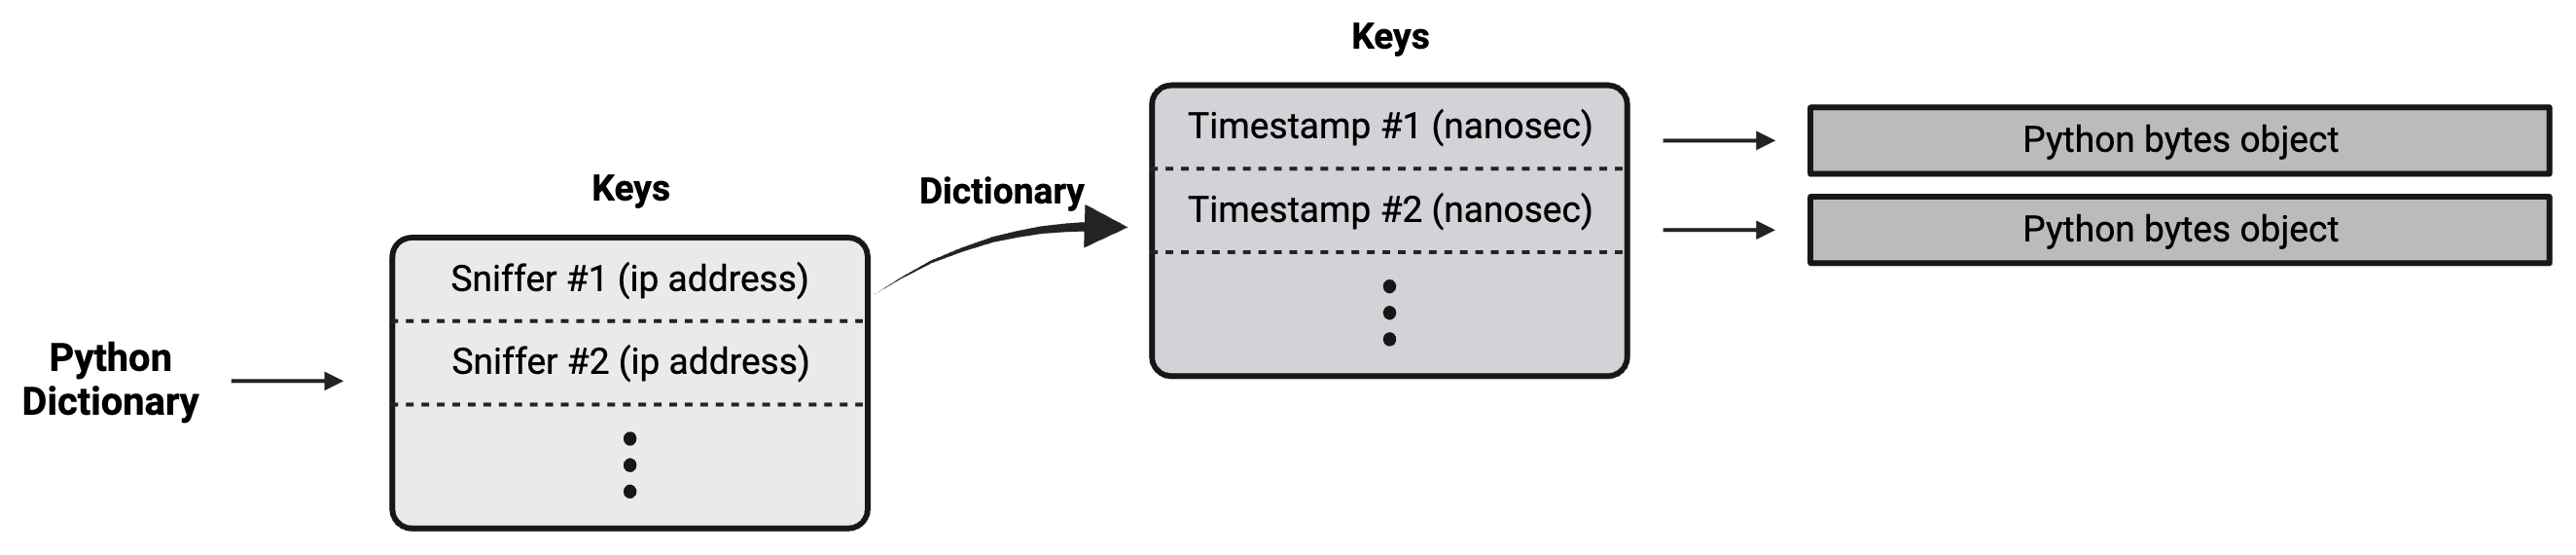 Python
Dictionary
Keys
Sniffer #1 (ip address)
Sniffer #2 (ip address)
Dictionary
Keys
Timestamp #1 (nanosec)
Timestamp #2 (nanosec)
Python bytes object
Python bytes object